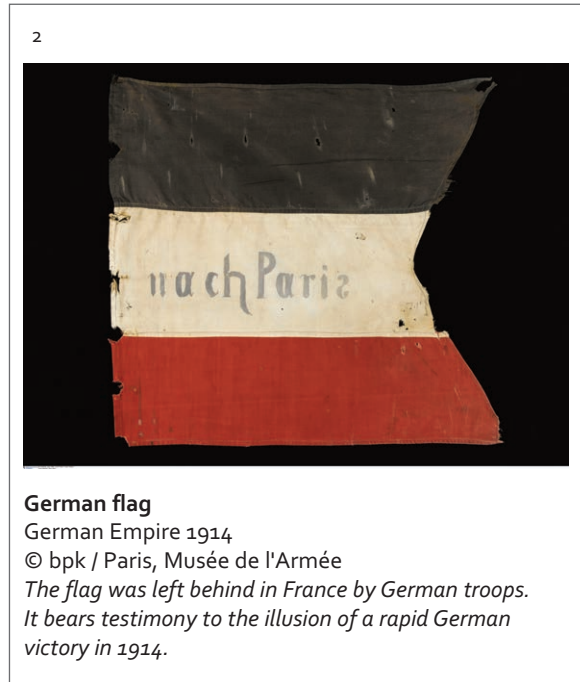 2
nach Paris
German flag
German Empire 1914
© bpk / Paris, Musée de l'Armée
The flag was left behind in France by German troops.
It bears testimony to the illusion of a rapid German
victory in 1914.